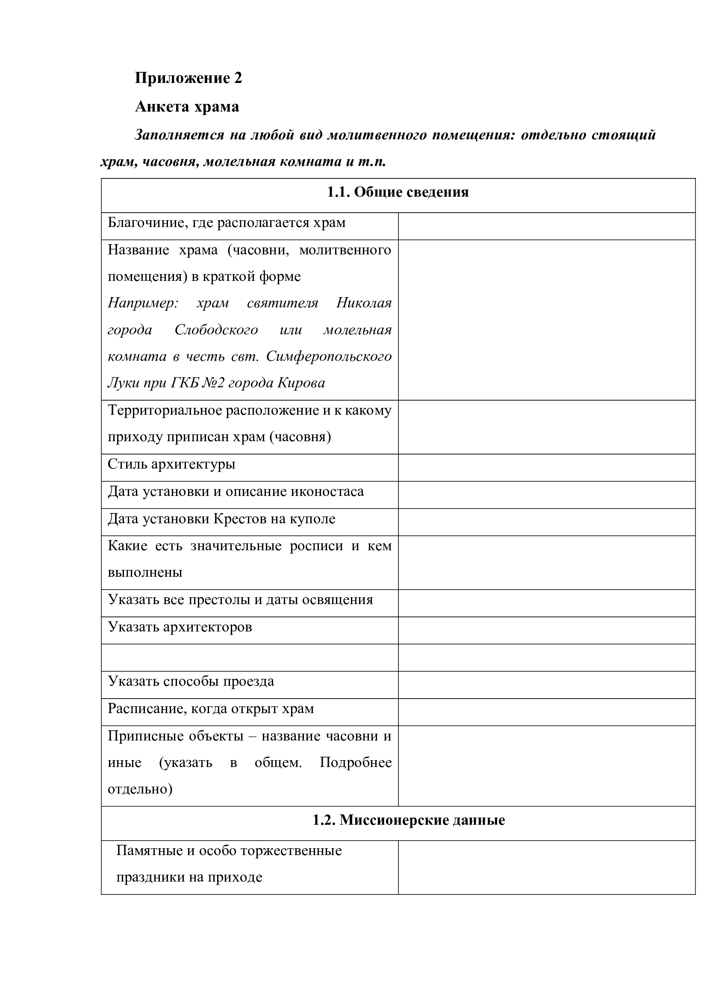 Приложение 2
Анкета храма
Заполняется на любой вид молитвенного помещения: отдельно стоящий
храм, часовня, молельная комната и т.п.
1.1. Общие сведения
Благочиние, где располагается храм
Название храма (часовни, молитвенного
помещения) в краткой форме
Например: храм святителя Николая
города Слободского или молельная
комната в честь свт. Симферопольского
Луки при ГКБ №2 города Кирова
Территориальное расположение и к какому
приходу приписан храм (часовня)
Стиль архитектуры
Дата установки и описание иконостаса
Дата установки Крестов на куполе
Какие есть значительные росписи и кем
выполнены
Указать все престолы и даты освящения
Указать архитекторов
Указать способы проезда
Расписание, когда открыт храм
Приписные объекты – название часовни и
иные (указать в общем. Подробнее
отдельно)
1.2. Миссионерские данные
Памятные и особо торжественные
праздники на приходе